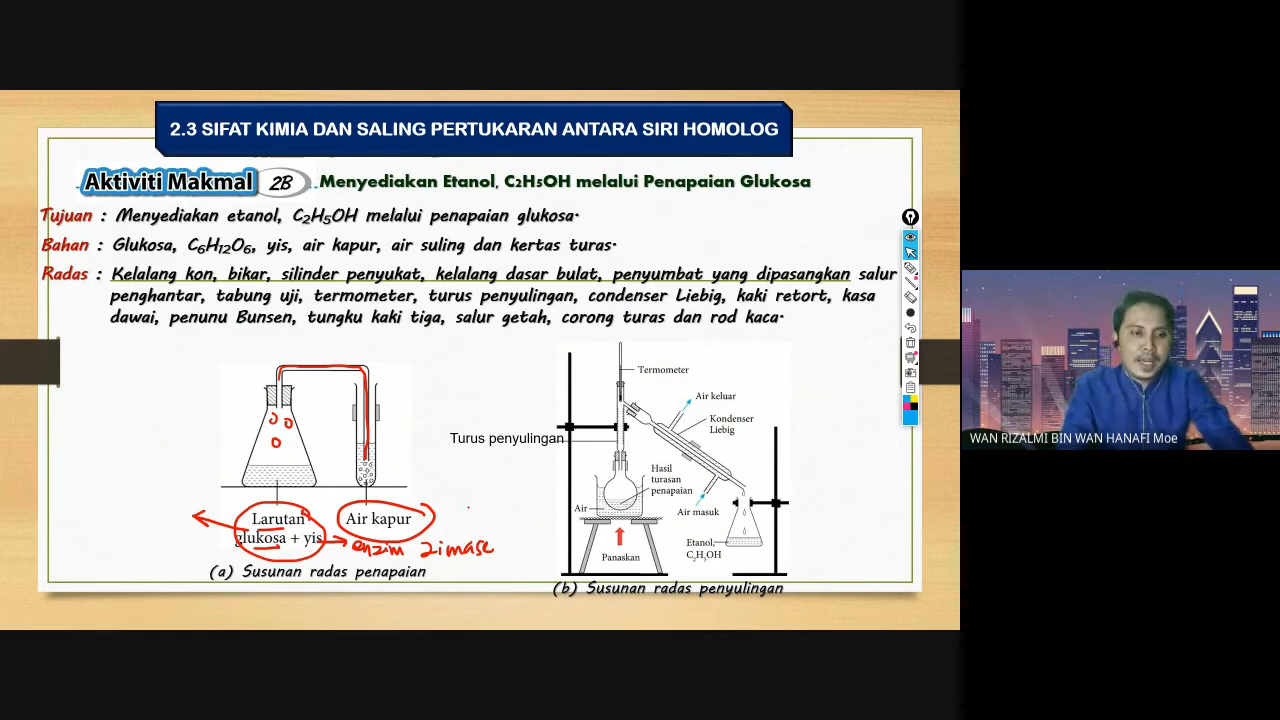 2.3 SIFAT KIMIA DAN SALING PERTUKARAN ANTARA SIRI HOMOLOG
Aktiviti Makmal 2B Menyediakan Etanol, C2H5OH melalui Penapaian Glukosa
Tujuan : Menyediakan etanol, C2H5OH melalui penapaian glukosa.
Bahan : Glukosa, C6H12O6, yis, air kapur, air suling dan kertas turas.
Radas : Kelalang kon, bikar, silinder penyukat, kelalang dasar bulat, penyumbat yang dipasangkan salur
penghantar, tabung uji, termometer, turus penyulingan, condenser Liebig, kaki retort, kasa
dawai, penunu Bunsen, tungku kaki tiga, salur getah, corong turas dan rod kaca.
Larutan
glukosa + yis
Air kapur
enzim zimase
(a) Susunan radas penapaian
Termometer
Air keluar
Kondenser
Liebig
Turus penyulingan
Hasil
turasan
penapaian
Air
Air masuk
Panaskan
Etanol,
C2H5OH
(b) Susunan radas penyulingan
WAN RIZALMI BIN WAN HANAFI Moe